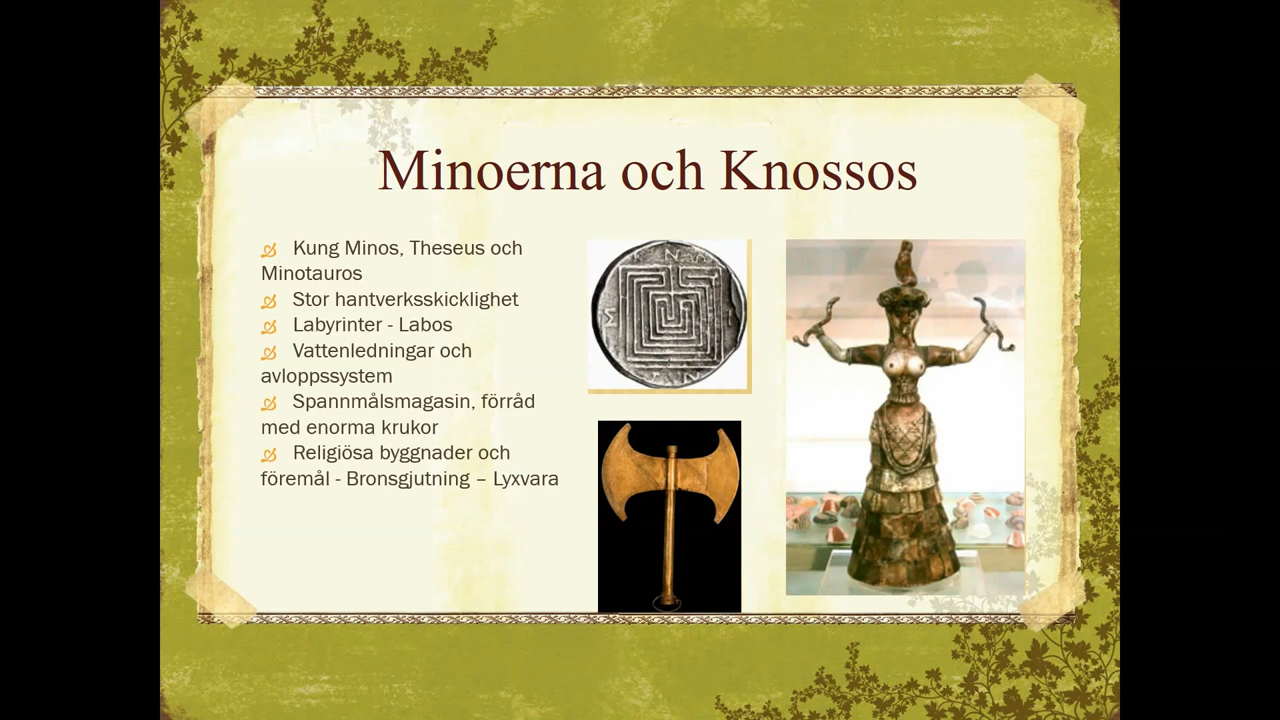 Minoerna och Knossos
Kung Minos, Theseus och
Minotauros
Stor hantverksskicklighet
Labyrinter - Labos
Vattenledningar och
avloppssystem
Spannmålsmagasin, förråd
med enorma krukor
Religiösa byggnader och
föremål - Bronsgjutning – Lyxvara